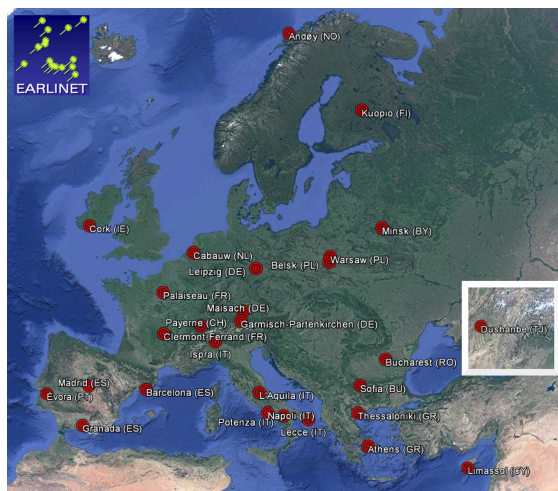 EARLINET
Andøy (NO)
Kuopio (FI)
Cork (IE)
Minsk (BY)
Cabauw (NL)
Warsaw (PL)
Belsk (PL)
Leipzig (DE)
Palaiseau (FR)
Maisach (DE)
Payerne (CH)
Garmisch-Partenkirchen (DE)
Dushanbe (TJ)
Clermont-Ferrand (FR)
Ispra (IT)
Bucharest (RO)
Madrid (ES)
Barcelona (ES)
Sofia (BU)
Évora (PT)
L'Aquila (IT)
Napoli (IT)
Thessaloniki (GR)
Potenza (IT)
Granada (ES)
Lecce (IT)
Athens (GR)
Limassol (CY)